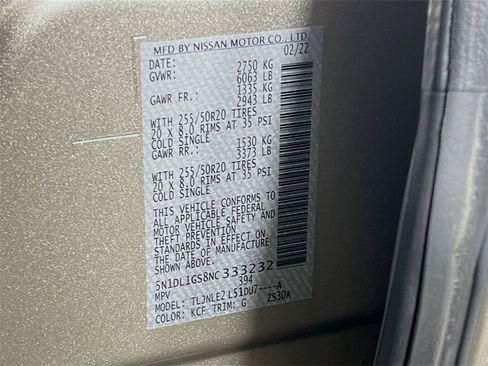 MFD BY NISSAN MOTOR CO., LTD
DATE: 02/22
GVWR: 2750 KG
6063 LB
GAWR FR.: 1335 KG
2943 LB
WITH 255/50R20 TIRES
20 X 8.0 RIMS AT 35 PSI
COLD SINGLE
GAWR RR.: 1530 KG
3373 LB
WITH 255/50R20 TIRES
20 X 8.0 RIMS AT 35 PSI
COLD SINGLE
THIS VEHICLE CONFORMS TO
ALL APPLICABLE FEDERAL
MOTOR VEHICLE SAFETY AND
THEFT PREVENTION
STANDARDS IN EFFECT ON
THE DATE OF MANUFACTURE
SHOWN ABOVE.
5N1DL1GS8NC 333232
MPV 394
MODEL: TLJNLE2 L51DU7----A
COLOR: KCF TRIM: G ZS30A